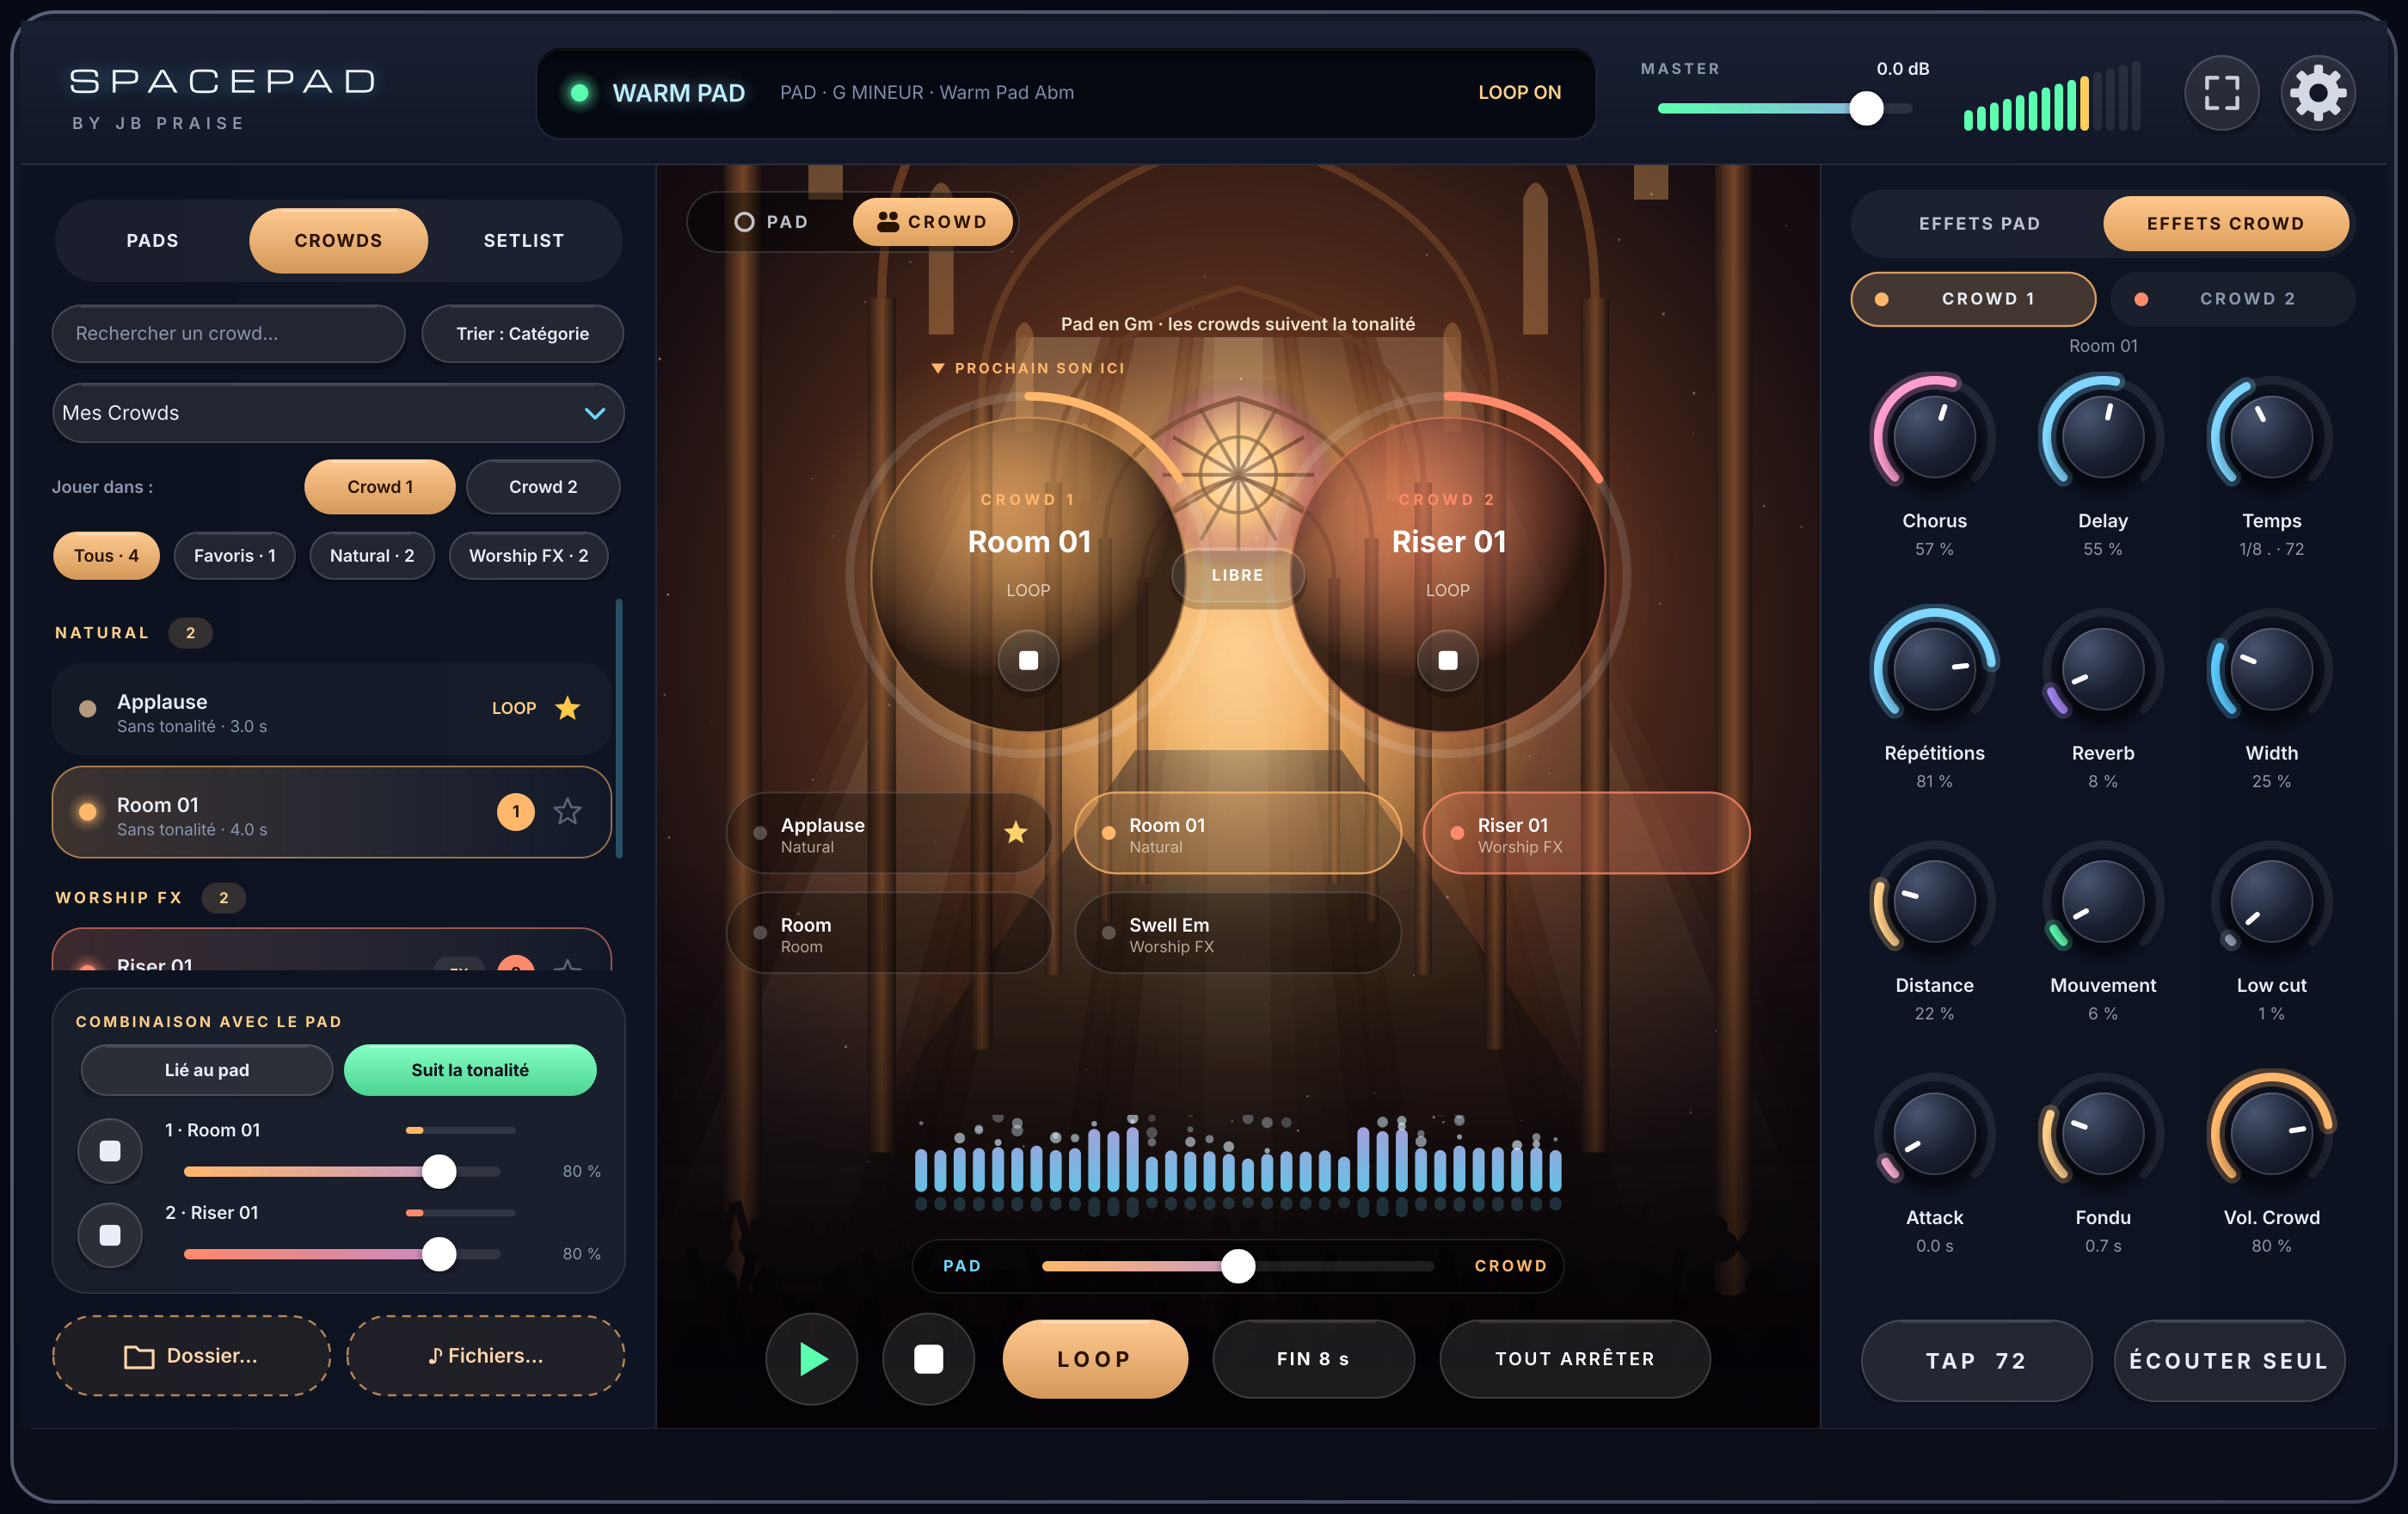 SPACEPAD
BY JB PRAISE
WARM PAD
PAD · G MINEUR · Warm Pad Abm
LOOP ON
MASTER
0.0 dB
PADS
CROWDS
SETLIST
Rechercher un crowd...
Trier : Catégorie
Mes Crowds
Jouer dans :
Crowd 1
Crowd 2
Tous · 4
Favoris · 1
Natural · 2
Worship FX · 2
NATURAL
2
Applause
Sans tonalité · 3.0 s
LOOP
Room 01
Sans tonalité · 4.0 s
1
WORSHIP FX
2
Riser 01
COMBINAISON AVEC LE PAD
Lié au pad
Suit la tonalité
1 · Room 01
80 %
2 · Riser 01
80 %
Dossier...
Fichiers...
PAD
CROWD
Pad en Gm · les crowds suivent la tonalité
PROCHAIN SON ICI
CROWD 1
Room 01
LOOP
LIBRE
CROWD 2
Riser 01
LOOP
Applause
Natural
Room 01
Natural
Riser 01
Worship FX
Room
Room
Swell Em
Worship FX
PAD
CROWD
LOOP
FIN 8 s
TOUT ARRÊTER
EFFETS PAD
EFFETS CROWD
CROWD 1
CROWD 2
Room 01
Chorus
57 %
Delay
55 %
Temps
1/8 . · 72
Répétitions
81 %
Reverb
8 %
Width
25 %
Distance
22 %
Mouvement
6 %
Low cut
1 %
Attack
0.0 s
Fondu
0.7 s
Vol. Crowd
80 %
TAP 72
ÉCOUTER SEUL